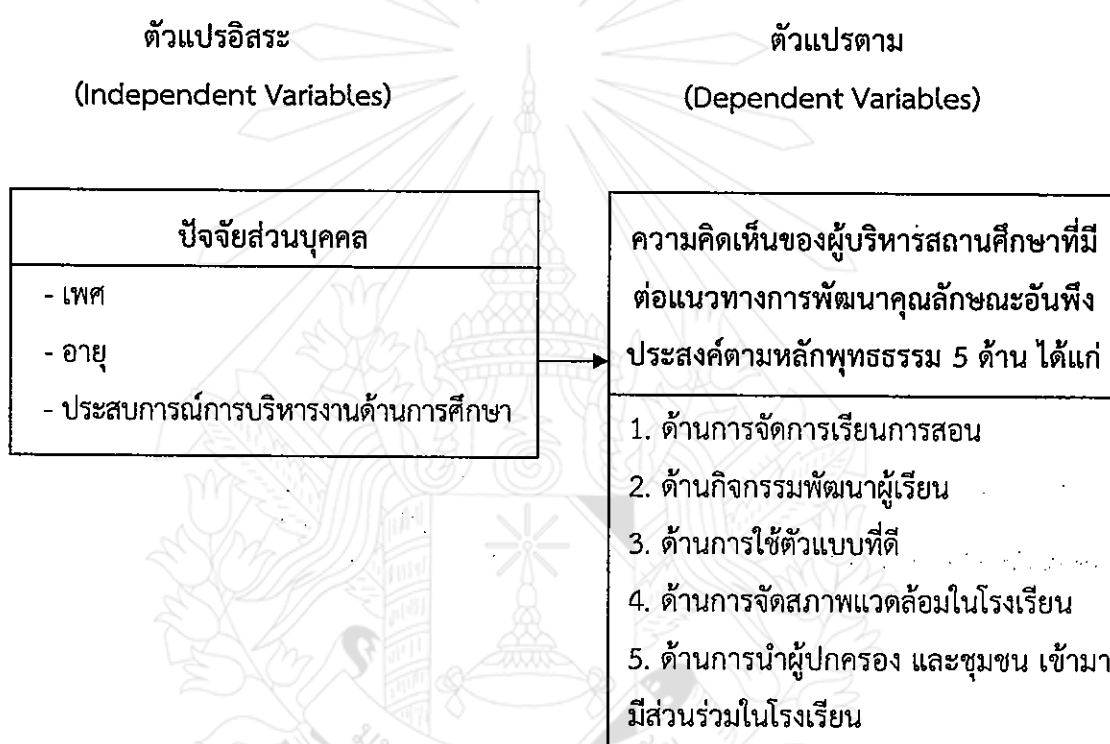 ตัวแปรอิสระ
(Independent Variables)
ปัจจัยส่วนบุคคล
- เพศ
- อายุ
- ประสบการณ์การบริหารงานด้านการศึกษา
ตัวแปรตาม
(Dependent Variables)
ความคิดเห็นของผู้บริหารสถานศึกษาที่มี
ต่อแนวทางการพัฒนาคุณลักษณะอันพึง
ประสงค์ตามหลักพุทธธรรม 5 ด้าน ได้แก่
1. ด้านการจัดการเรียนการสอน
2. ด้านกิจกรรมพัฒนาผู้เรียน
3. ด้านการใช้ตัวแบบที่ดี
4. ด้านการจัดสภาพแวดล้อมในโรงเรียน
5. ด้านการนำผู้ปกครอง และชุมชน เข้ามา
มีส่วนร่วมในโรงเรียน